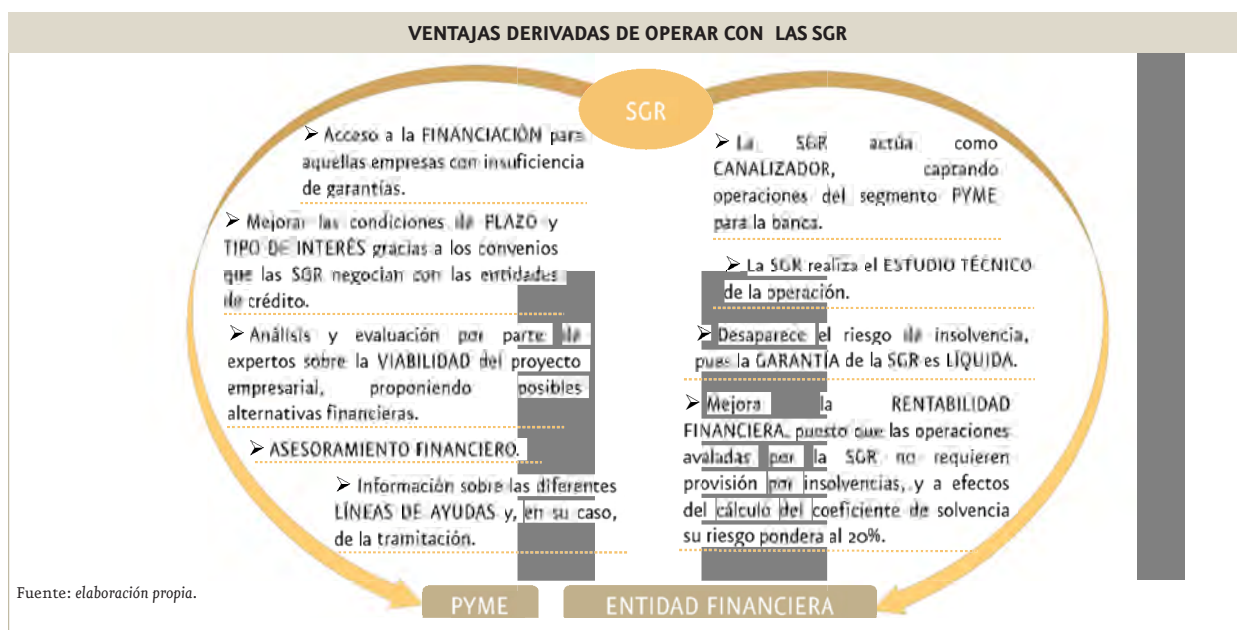 VENTAJAS DERIVADAS DE OPERAR CON LAS SGR
SGR
➢ Acceso a la FINANCIACIÓN para
aquellas empresas con insuficiencia
de garantías.
➢ Mejorar las condiciones de PLAZO y
TIPO DE INTERÉS gracias a los convenios
que las SGR negocian con las entidades
de crédito.
➢ Análisis y evaluación por parte de
expertos sobre la VIABILIDAD del proyecto
empresarial, proponiendo posibles
alternativas financieras.
➢ ASESORAMIENTO FINANCIERO.
➢ Información sobre las diferentes
LÍNEAS DE AYUDAS y, en su caso,
de la tramitación.
➢ La SGR actúa como
CANALIZADOR, captando
operaciones del segmento PYME
para la banca.
➢ La SGR realiza el ESTUDIO TÉCNICO
de la operación.
➢ Desaparece el riesgo de insolvencia,
pues la GARANTÍA de la SGR es LÍQUIDA.
➢ Mejora la RENTABILIDAD
FINANCIERA, puesto que las operaciones
avaladas por la SGR no requieren
provisión por insolvencias, y a efectos
del cálculo del coeficiente de solvencia
su riesgo pondera al 20%.
Fuente: elaboración propia.
PYME
ENTIDAD FINANCIERA